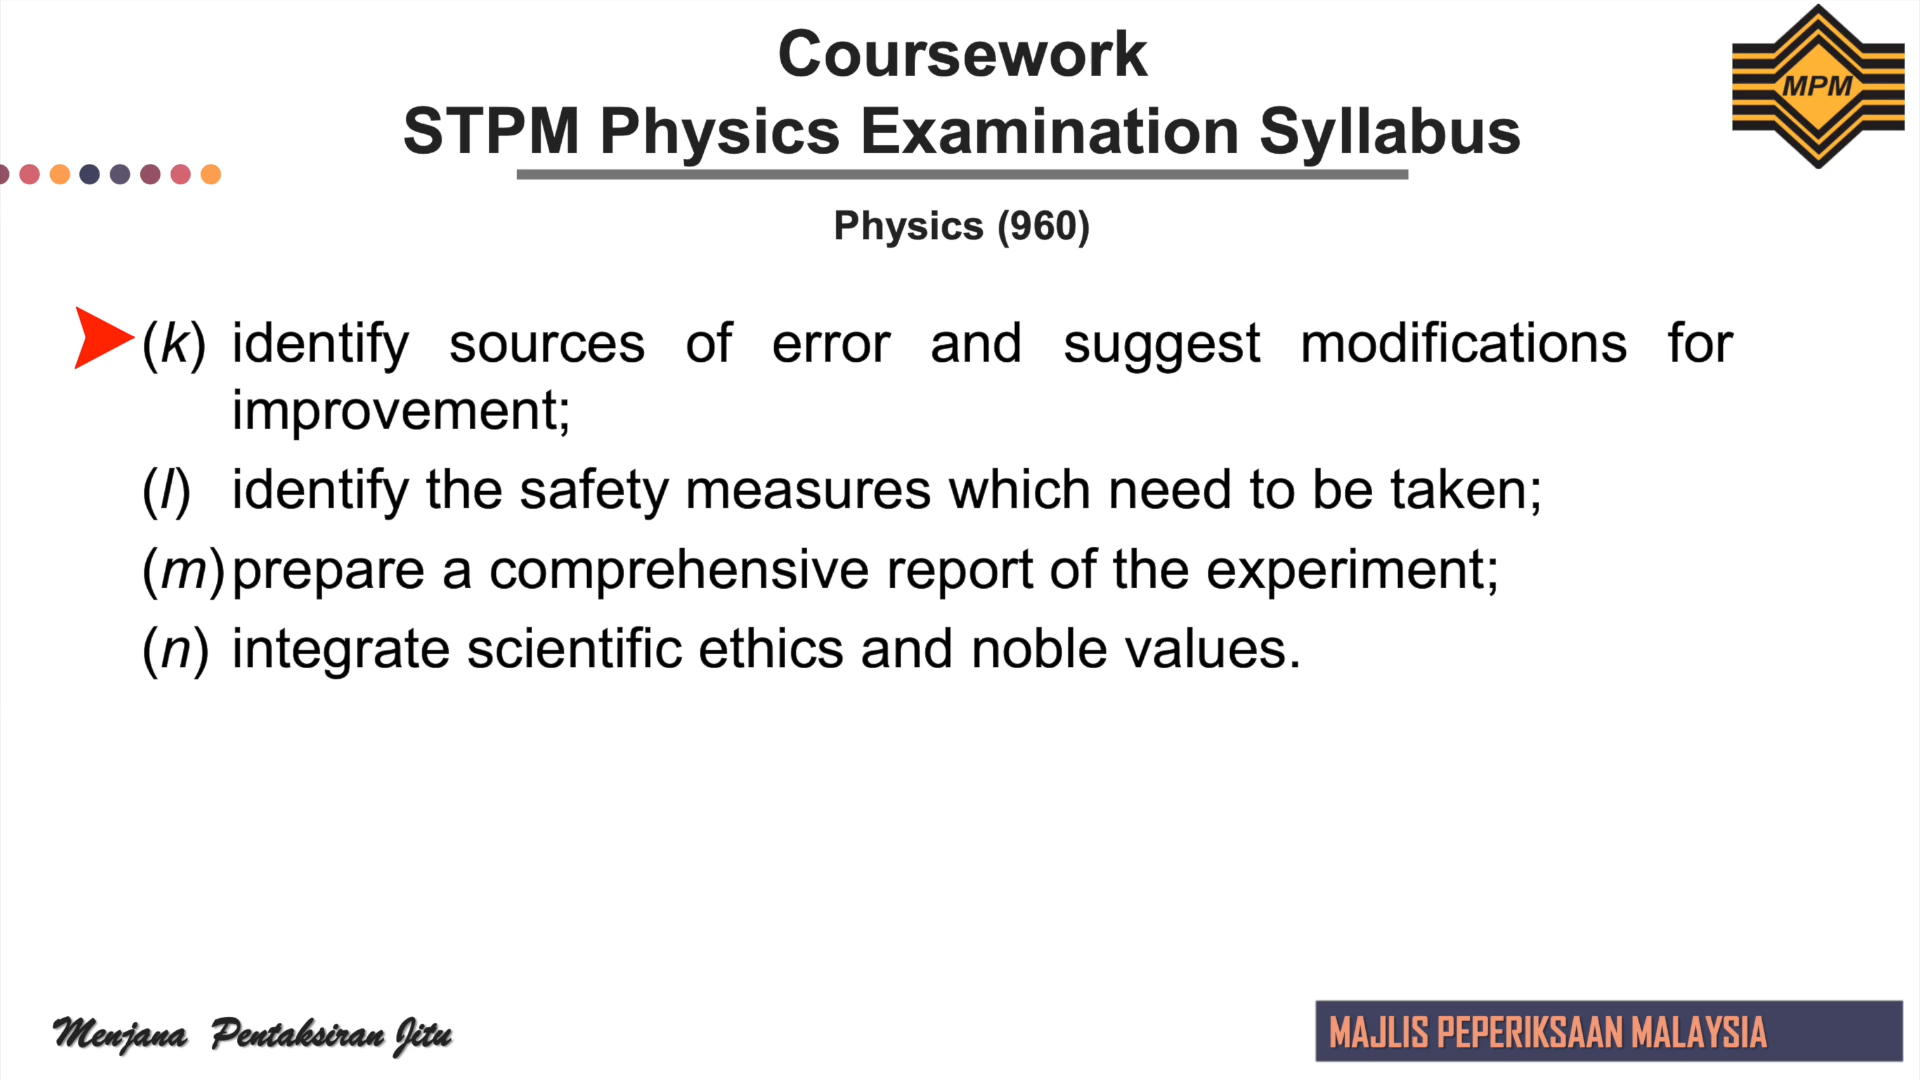 Coursework
STPM Physics Examination Syllabus
MPM
Physics (960)
(k) identify sources of error and suggest modifications for
improvement;
(l) identify the safety measures which need to be taken;
(m) prepare a comprehensive report of the experiment;
(n) integrate scientific ethics and noble values.
Menjana Pentaksiran Jitu
MAJLIS PEPERIKSAAN MALAYSIA